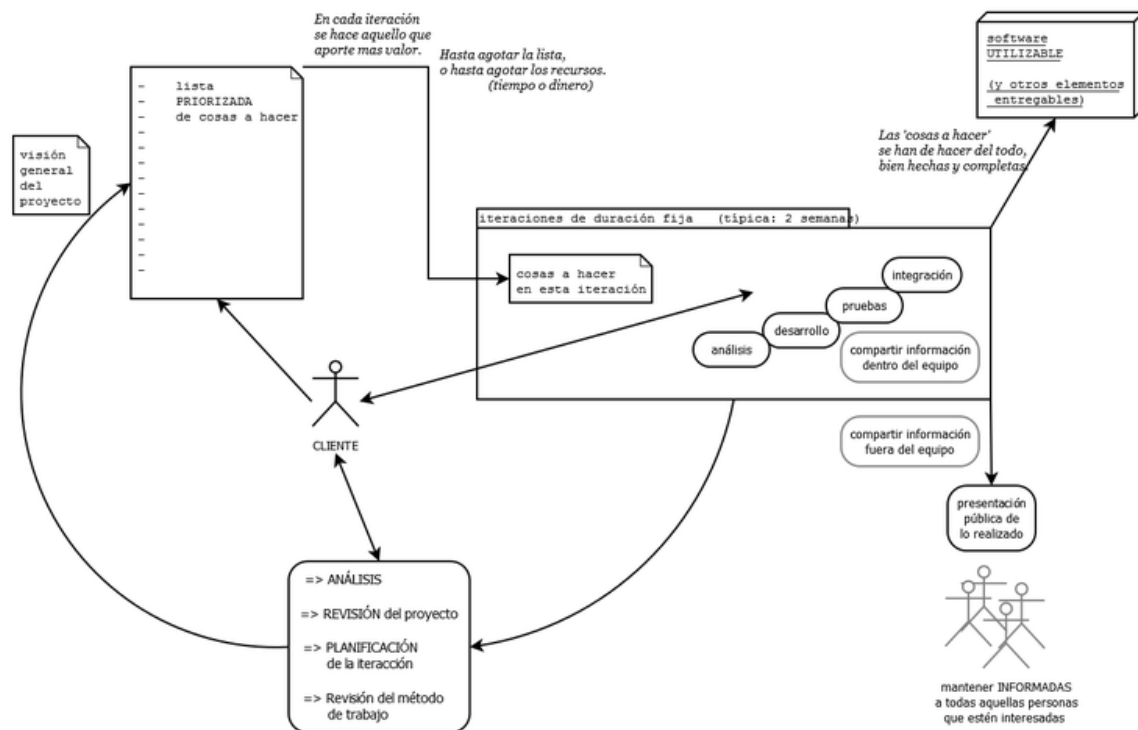 En cada iteración
se hace aquello que
aporte mas valor.
Hasta agotar la lista,
o hasta agotar los recursos.
(tiempo o dinero)
software
UTILIZABLE
(y otros elementos
entregables)
- lista
- PRIORIZADA
- de cosas a hacer
-
-
-
-
-
-
-
-
-
-
visión
general
del
proyecto
Las 'cosas a hacer'
se han de hacer del todo,
bien hechas y completas.
iteraciones de duración fija (típica: 2 semanas)
cosas a hacer
en esta iteración
integración
pruebas
desarrollo
análisis
compartir información
dentro del equipo
CLIENTE
compartir información
fuera del equipo
presentación
pública de
lo realizado
=> ANÁLISIS
=> REVISIÓN del proyecto
=> PLANIFICACIÓN
de la iteracción
=> Revisión del método
de trabajo
mantener INFORMADAS
a todas aquellas personas
que estén interesadas